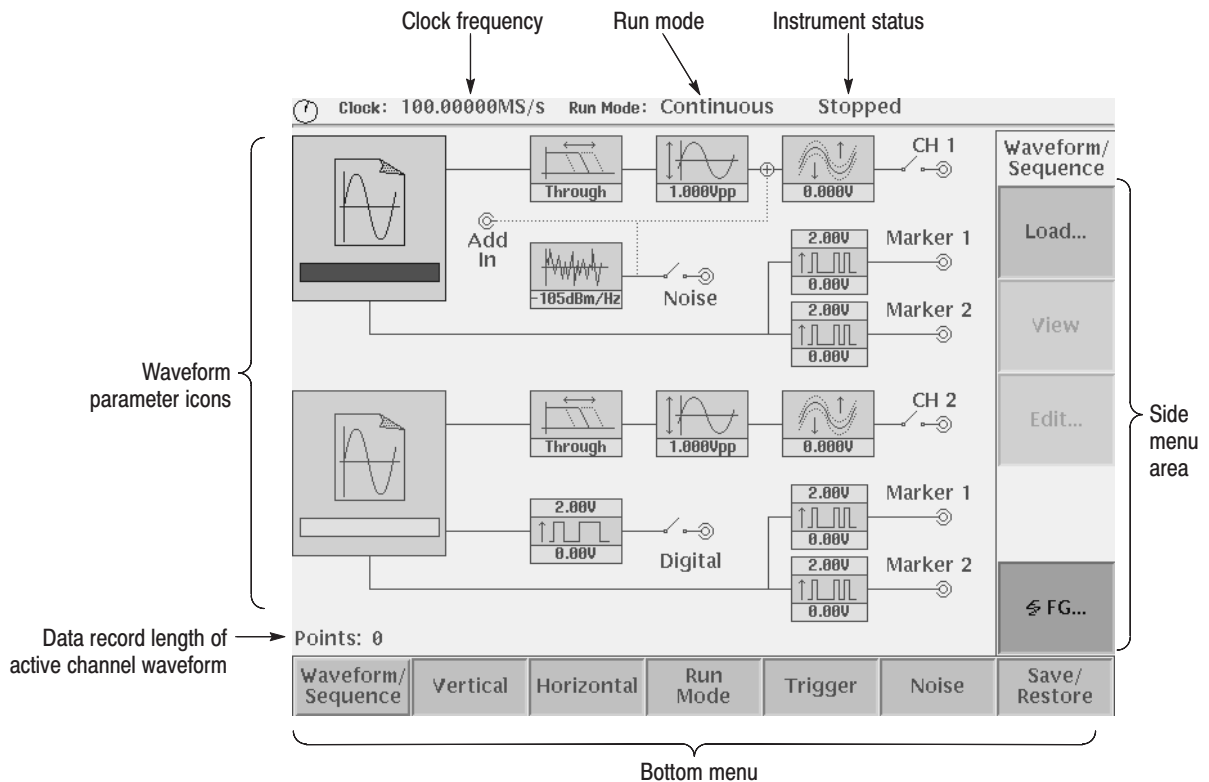 Clock frequency
Run mode
Instrument status
Clock: 100.00000MS/s Run Mode: Continuous Stopped
CH 1
Waveform/
Sequence
Through
1.000Vpp
0.000V
Add
In
-105dBm/Hz
Noise
2.00V
Marker 1
0.00V
2.00V
Marker 2
0.00V
Load...
View
Edit...
FG...
Waveform
parameter icons
Side
menu
area
CH 2
Through
1.000Vpp
0.000V
2.00V
0.00V
Digital
2.00V
Marker 1
0.00V
2.00V
Marker 2
0.00V
Data record length of
active channel waveform
Points: 0
Waveform/
Sequence
Vertical
Horizontal
Run
Mode
Trigger
Noise
Save/
Restore
Bottom menu